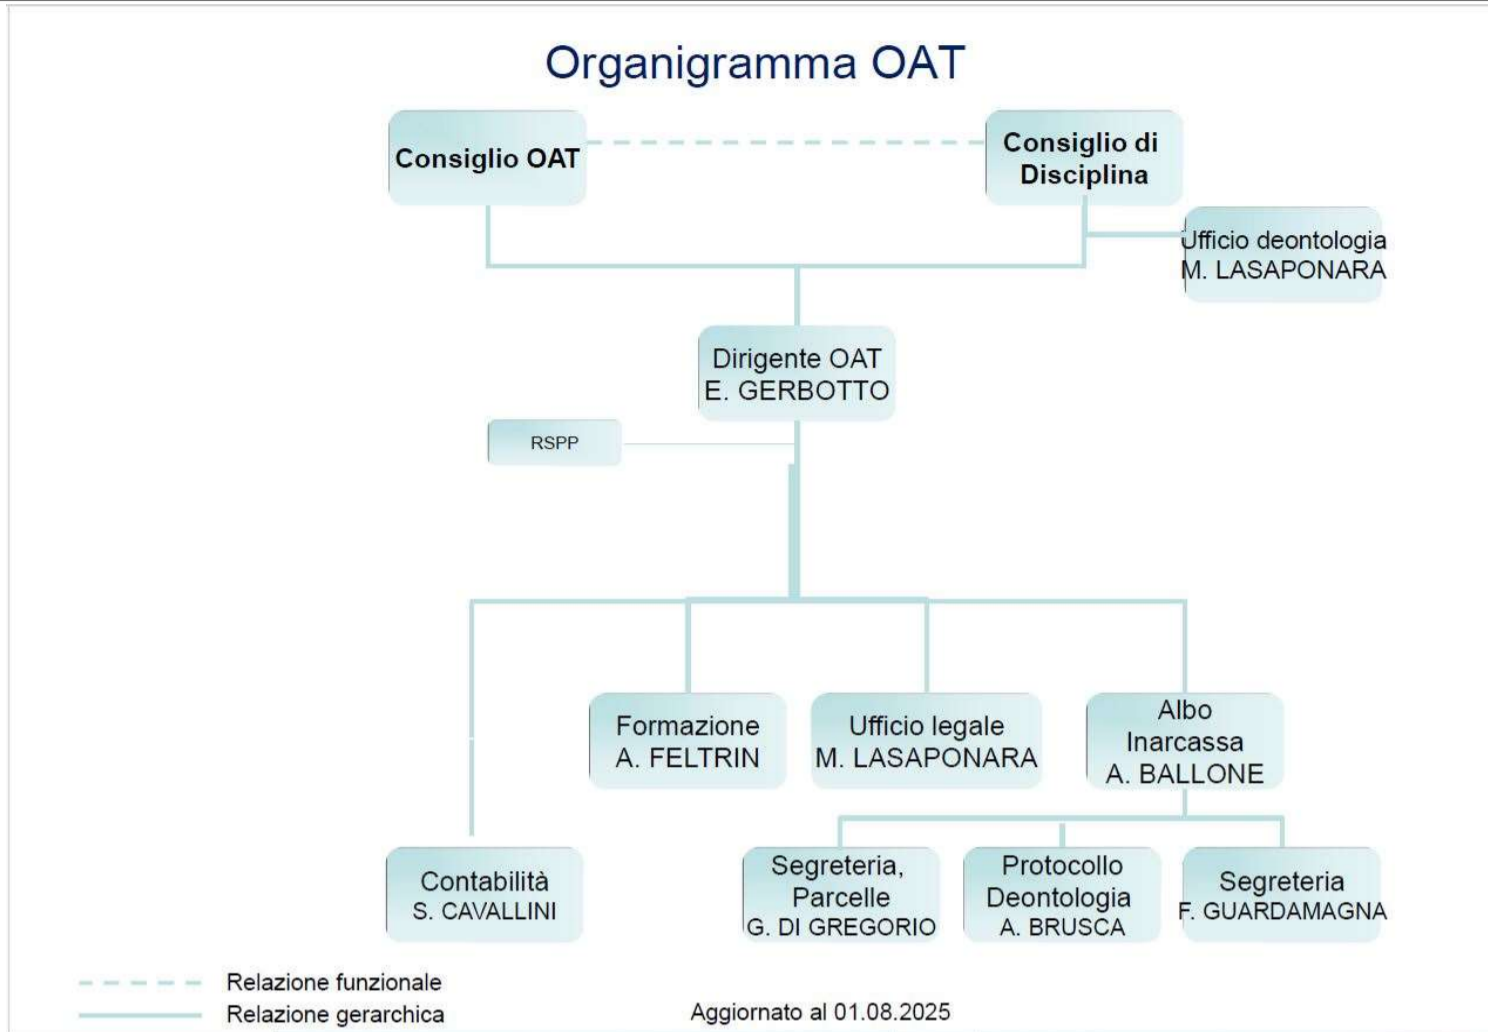 Organigramma OAT
Consiglio OAT
Consiglio di
Disciplina
Ufficio deontologia
M. LASAPONARA
Dirigente OAT
E. GERBOTTO
RSPP
Formazione
A. FELTRIN
Ufficio legale
M. LASAPONARA
Albo
Inarcassa
A. BALLONE
Contabilità
S. CAVALLINI
Segreteria,
Parcelle
G. DI GREGORIO
Protocollo
Deontologia
A. BRUSCA
Segreteria
F. GUARDAMAGNA
Relazione funzionale
Relazione gerarchica
Aggiornato al 01.08.2025